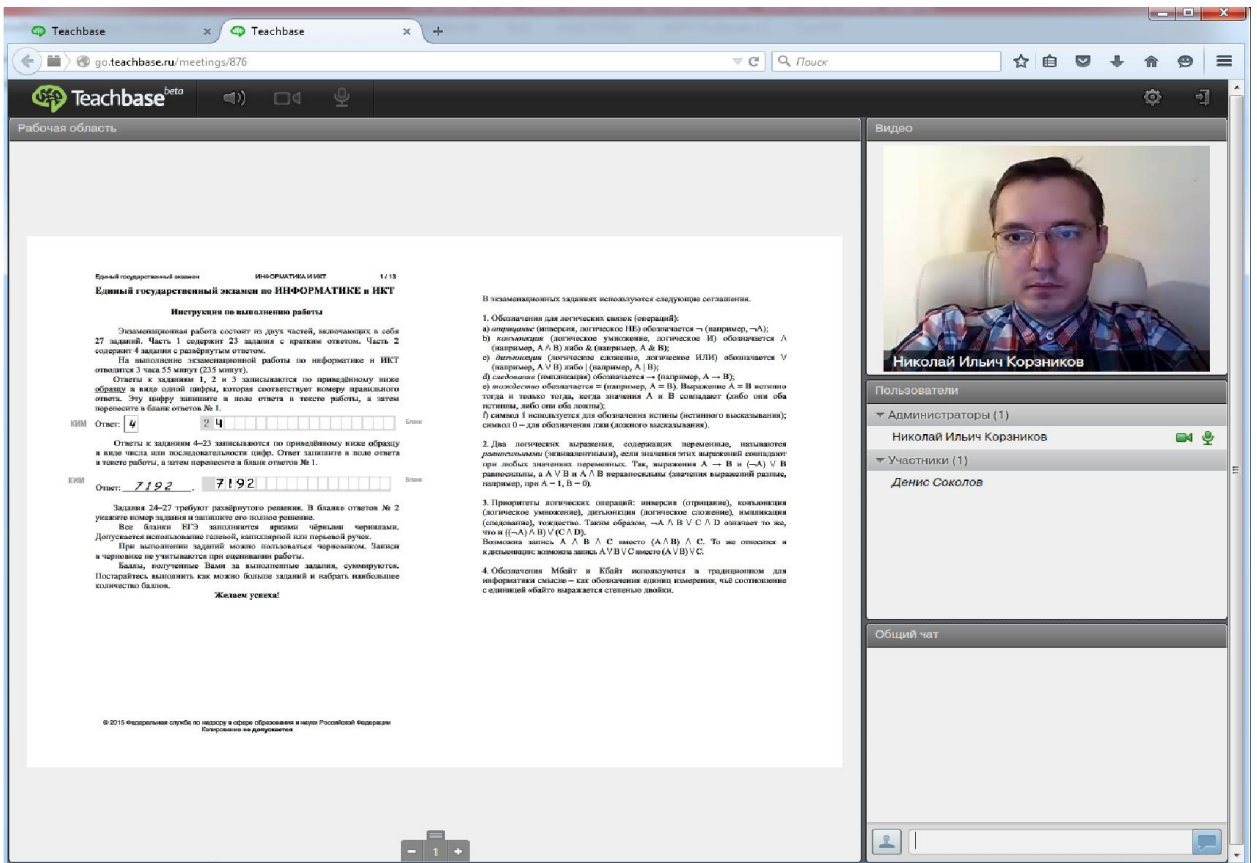 Teachbase
Teachbase
go.teachbase.ru/meetings/876
Поиск
Teachbase beta
Рабочая область
Единый государственный экзамен ИНФОРМАТИКА И ИКТ 1 / 13
Единый государственный экзамен по ИНФОРМАТИКЕ и ИКТ
Инструкция по выполнению работы
Экзаменационная работа состоит из двух частей, включающих в себя
27 заданий. Часть 1 содержит 23 задания с кратким ответом. Часть 2
содержит 4 задания с развёрнутым ответом.
На выполнение экзаменационной работы по информатике и ИКТ
отводится 3 часа 55 минут (235 минут).
Ответы к заданиям 1, 2 и 3 записываются по приведённому ниже
образцу в виде одной цифры, которая соответствует номеру правильного
ответа. Эту цифру запишите в поле ответа в тексте работы, а затем
перенесите в бланк ответов № 1.
КИМ Ответ: 4 2 4 Бланк
Ответы к заданиям 4–23 записываются по приведённому ниже образцу
в виде числа или последовательности цифр. Ответ запишите в поле ответа
в тексте работы, а затем перенесите в бланк ответов № 1.
КИМ Ответ: 7192 . 7192 Бланк
Задания 24–27 требуют развёрнутого решения. В бланке ответов № 2
укажите номер задания и запишите его полное решение.
Все бланки ЕГЭ заполняются яркими чёрными чернилами.
Допускается использование гелевой, капиллярной или перьевой ручек.
При выполнении заданий можно пользоваться черновиком. Записи
в черновике не учитываются при оценивании работы.
Баллы, полученные Вами за выполненные задания, суммируются.
Постарайтесь выполнить как можно больше заданий и набрать наибольшее
количество баллов.
Желаем успеха!
© 2015 Федеральная служба по надзору в сфере образования и науки Российской Федерации
Копирование не допускается
В экзаменационных заданиях используются следующие соглашения.
1. Обозначения для логических связок (операций):
a) отрицание (инверсия, логическое НЕ) обозначается ¬ (например, ¬А);
b) конъюнкция (логическое умножение, логическое И) обозначается /\
(например, А /\ В) либо & (например, А & В);
c) дизъюнкция (логическое сложение, логическое ИЛИ) обозначается \/
(например, А \/ В) либо | (например, А | В);
d) следование (импликация) обозначается → (например, А → В);
e) тождество обозначается ≡ (например, A ≡ B). Выражение A ≡ B истинно
тогда и только тогда, когда значения A и B совпадают (либо они оба
истинны, либо они оба ложны);
f) символ 1 используется для обозначения истины (истинного высказывания);
символ 0 – для обозначения лжи (ложного высказывания).
2. Два логических выражения, содержащих переменные, называются
равносильными (эквивалентными), если значения этих выражений совпадают
при любых значениях переменных. Так, выражения А → В и (¬А) \/ В
равносильны, а А \/ В и А /\ В неравносильны (значения выражений разные,
например, при А = 1, В = 0).
3. Приоритеты логических операций: инверсия (отрицание), конъюнкция
(логическое умножение), дизъюнкция (логическое сложение), импликация
(следование), тождество. Таким образом, ¬А /\ В \/ С /\ D означает то же,
что и ((¬А) /\ В) \/ (С /\ D).
Возможна запись А /\ В /\ С вместо (А /\ В) /\ С. То же относится и
к дизъюнкции: возможна запись А \/ В \/ С вместо (А \/ В) \/ С.
4. Обозначения Мбайт и Кбайт используются в традиционном для
информатики смысле – как обозначения единиц измерения, чьё соотношение
с единицей «байт» выражается степенью двойки.
1
Видео
Николай Ильич Корзников
Пользователи
Администраторы (1)
Николай Ильич Корзников
Участники (1)
Денис Соколов
Общий чат